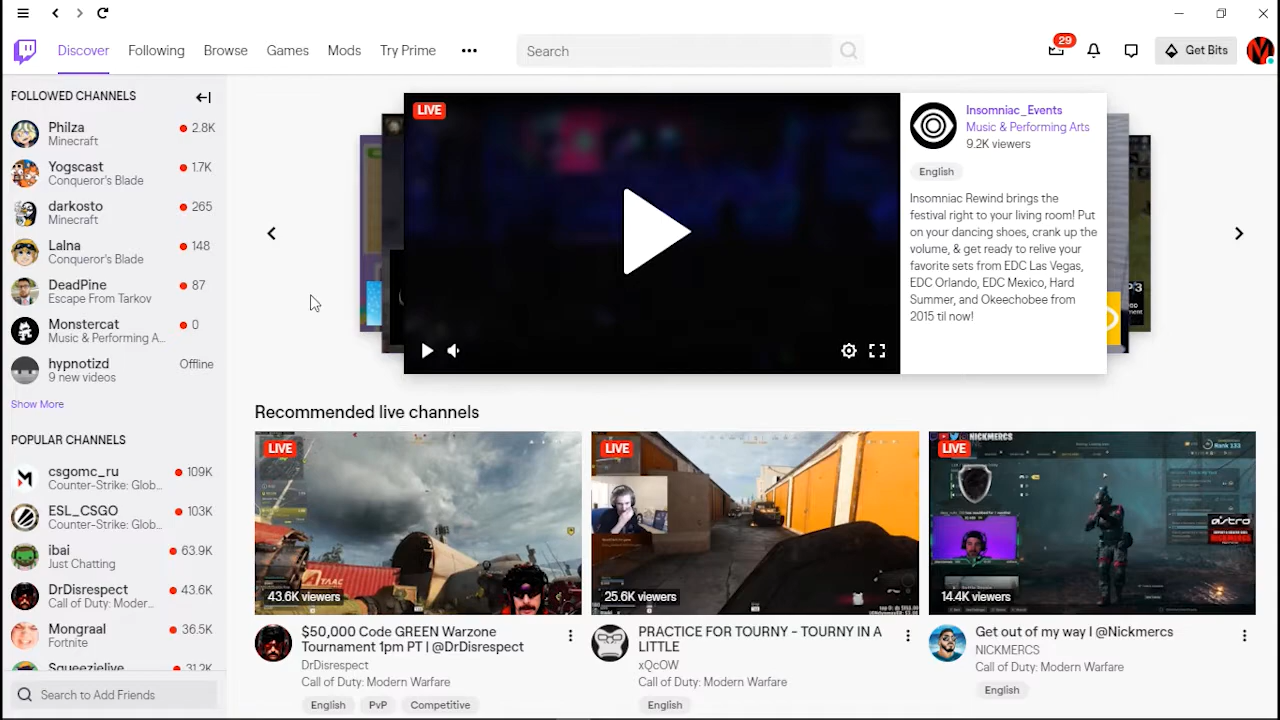 Discover Following Browse Games Mods Try Prime ••• Search 29 Get Bits
FOLLOWED CHANNELS
Philza 2.8K
Minecraft
Yogscast 1.7K
Conqueror's Blade
darkosto 265
Minecraft
Lalna 148
Conqueror's Blade
DeadPine 87
Escape From Tarkov
Monstercat 0
Music & Performing A...
hypnotizd Offline
9 new videos
Show More
POPULAR CHANNELS
csgomc_ru 109K
Counter-Strike: Glob...
ESL_CSGO 103K
Counter-Strike: Glob...
ibai 63.9K
Just Chatting
DrDisrespect 43.6K
Call of Duty: Moder...
Mongraal 36.5K
Fortnite
Squeezielive 31.2K
Search to Add Friends
LIVE
Insomniac_Events
Music & Performing Arts
9.2K viewers
English
Insomniac Rewind brings the
festival right to your living room! Put
on your dancing shoes, crank up the
volume, & get ready to relive your
favorite sets from EDC Las Vegas,
EDC Orlando, EDC Mexico, Hard
Summer, and Okeechobee from
2015 til now!
Recommended live channels
LIVE
TAAC
43.6K viewers
$50,000 Code GREEN Warzone
Tournament 1pm PT | @DrDisrespect
DrDisrespect
Call of Duty: Modern Warfare
English PvP Competitive
LIVE
25.6K viewers
PRACTICE FOR TOURNY - TOURNY IN A
LITTLE
xQcOW
Call of Duty: Modern Warfare
English
NICKMERCS
LIVE
Rank 133
ASTRO
14.4K viewers
Get out of my way I @Nickmercs
NICKMERCS
Call of Duty: Modern Warfare
English